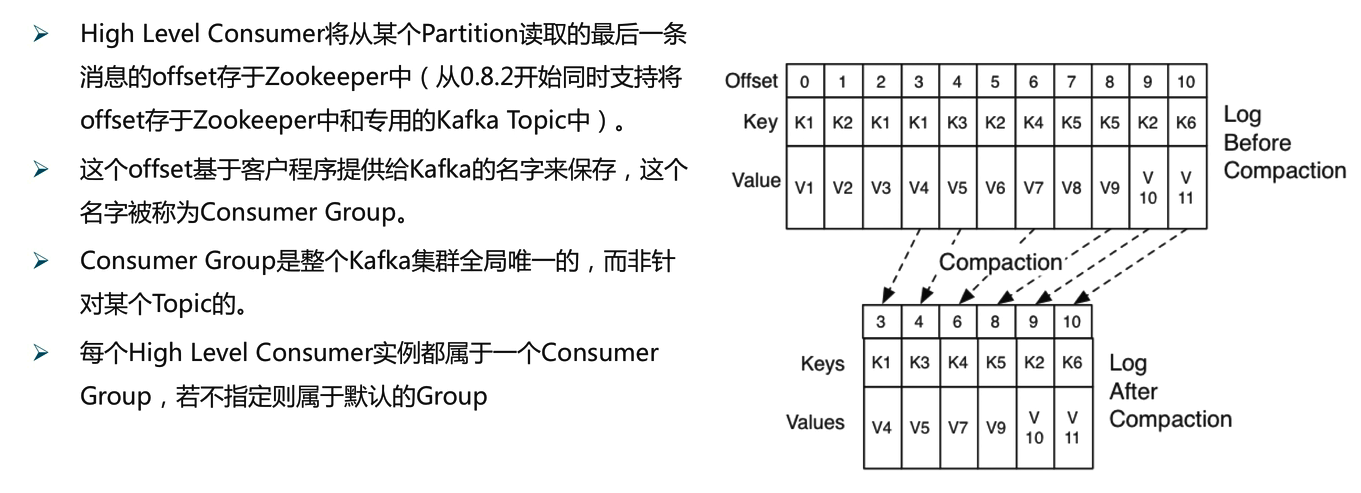 High Level Consumer将从某个Partition读取的最后一条
消息的offset存于Zookeeper中（从0.8.2开始同时支持将
offset存于Zookeeper中和专用的Kafka Topic中）。
这个offset基于客户程序提供给Kafka的名字来保存，这个
名字被称为Consumer Group。
Consumer Group是整个Kafka集群全局唯一的，而非针
对某个Topic的。
每个High Level Consumer实例都属于一个Consumer
Group，若不指定则属于默认的Group
Offset 0 1 2 3 4 5 6 7 8 9 10
Key K1 K2 K1 K1 K3 K2 K4 K5 K5 K2 K6
Value V1 V2 V3 V4 V5 V6 V7 V8 V9 V10 V11
Log
Before
Compaction
Compaction
3 4 6 8 9 10
Keys K1 K3 K4 K5 K2 K6
Values V4 V5 V7 V9 V10 V11
Log
After
Compaction